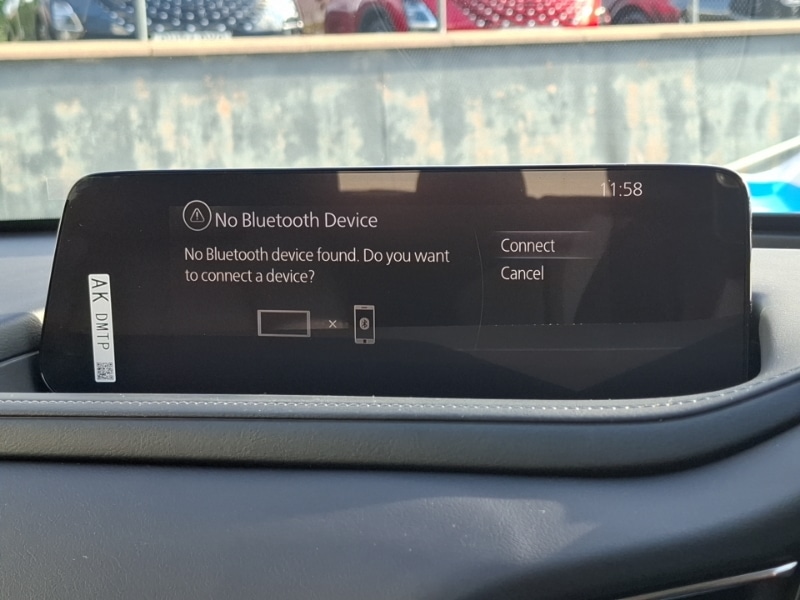 11:58
No Bluetooth Device
No Bluetooth device found. Do you want
to connect a device?
Connect
Cancel
AK DMTP